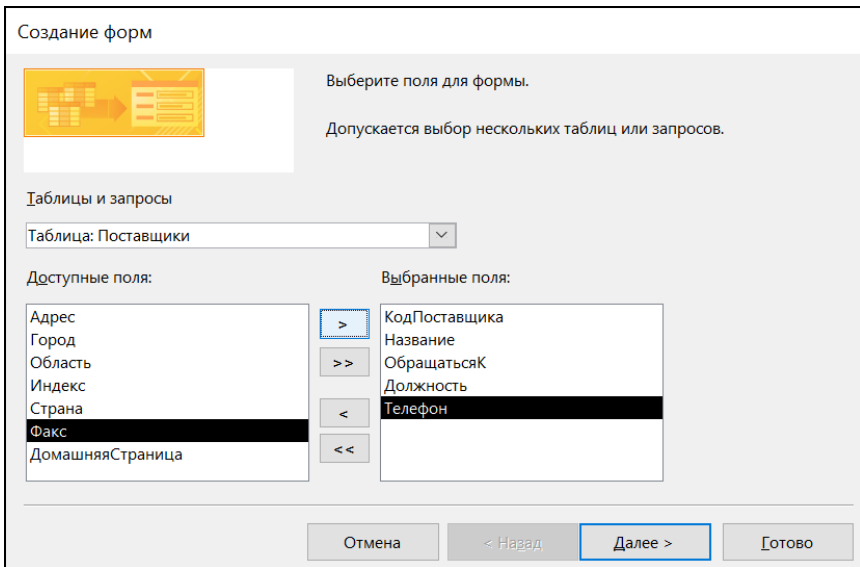 Создание форм
Выберите поля для формы.
Допускается выбор нескольких таблиц или запросов.
Таблицы и запросы
Таблица: Поставщики
Доступные поля:
Выбранные поля:
Адрес
Город
Область
Индекс
Страна
Факс
ДомашняяСтраница
>
>>
<
<<
КодПоставщика
Название
ОбращатьсяК
Должность
Телефон
Отмена
< Назад
Далее >
Готово